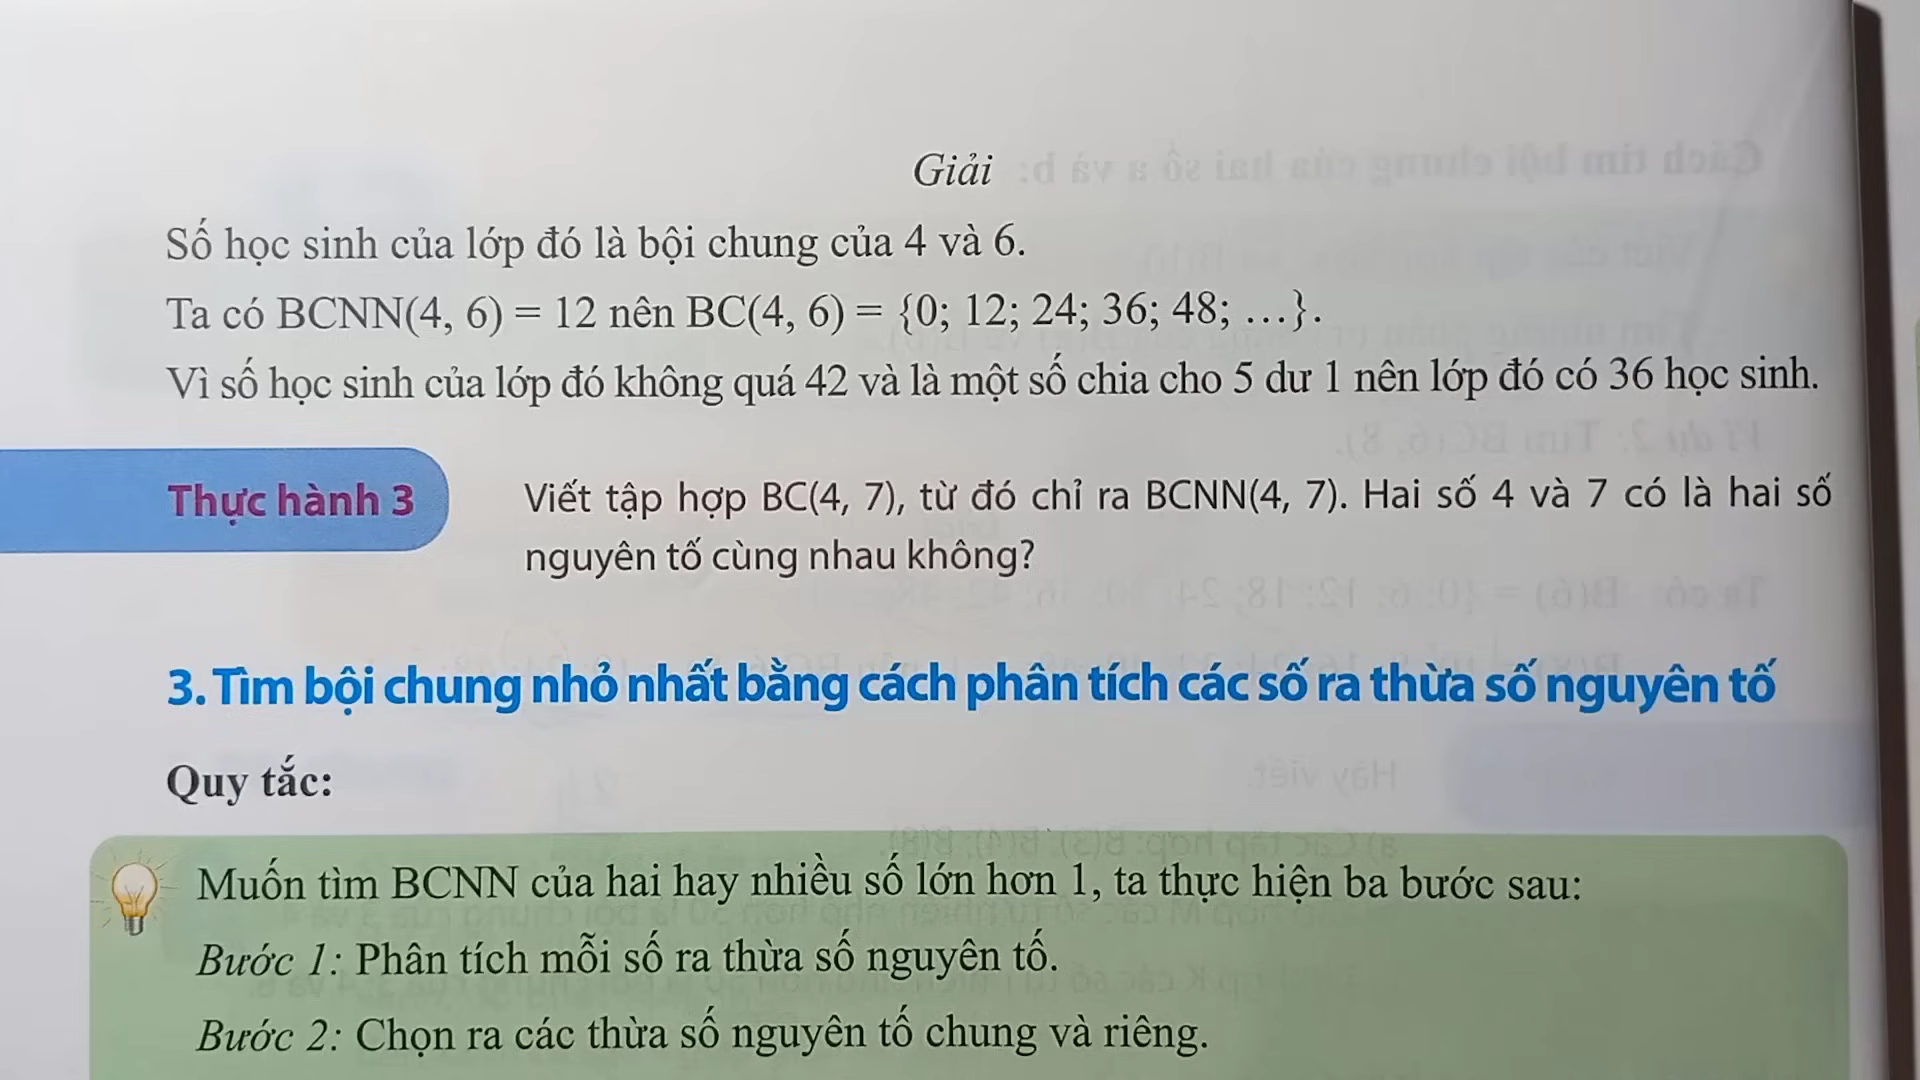 Giải
Số học sinh của lớp đó là bội chung của 4 và 6.
Ta có BCNN(4, 6) = 12 nên BC(4, 6) = {0; 12; 24; 36; 48; …}.
Vì số học sinh của lớp đó không quá 42 và là một số chia cho 5 dư 1 nên lớp đó có 36 học sinh.
Thực hành 3
Viết tập hợp BC(4, 7), từ đó chỉ ra BCNN(4, 7). Hai số 4 và 7 có là hai số
nguyên tố cùng nhau không?
3. Tìm bội chung nhỏ nhất bằng cách phân tích các số ra thừa số nguyên tố
Quy tắc:
Muốn tìm BCNN của hai hay nhiều số lớn hơn 1, ta thực hiện ba bước sau:
Bước 1: Phân tích mỗi số ra thừa số nguyên tố.
Bước 2: Chọn ra các thừa số nguyên tố chung và riêng.